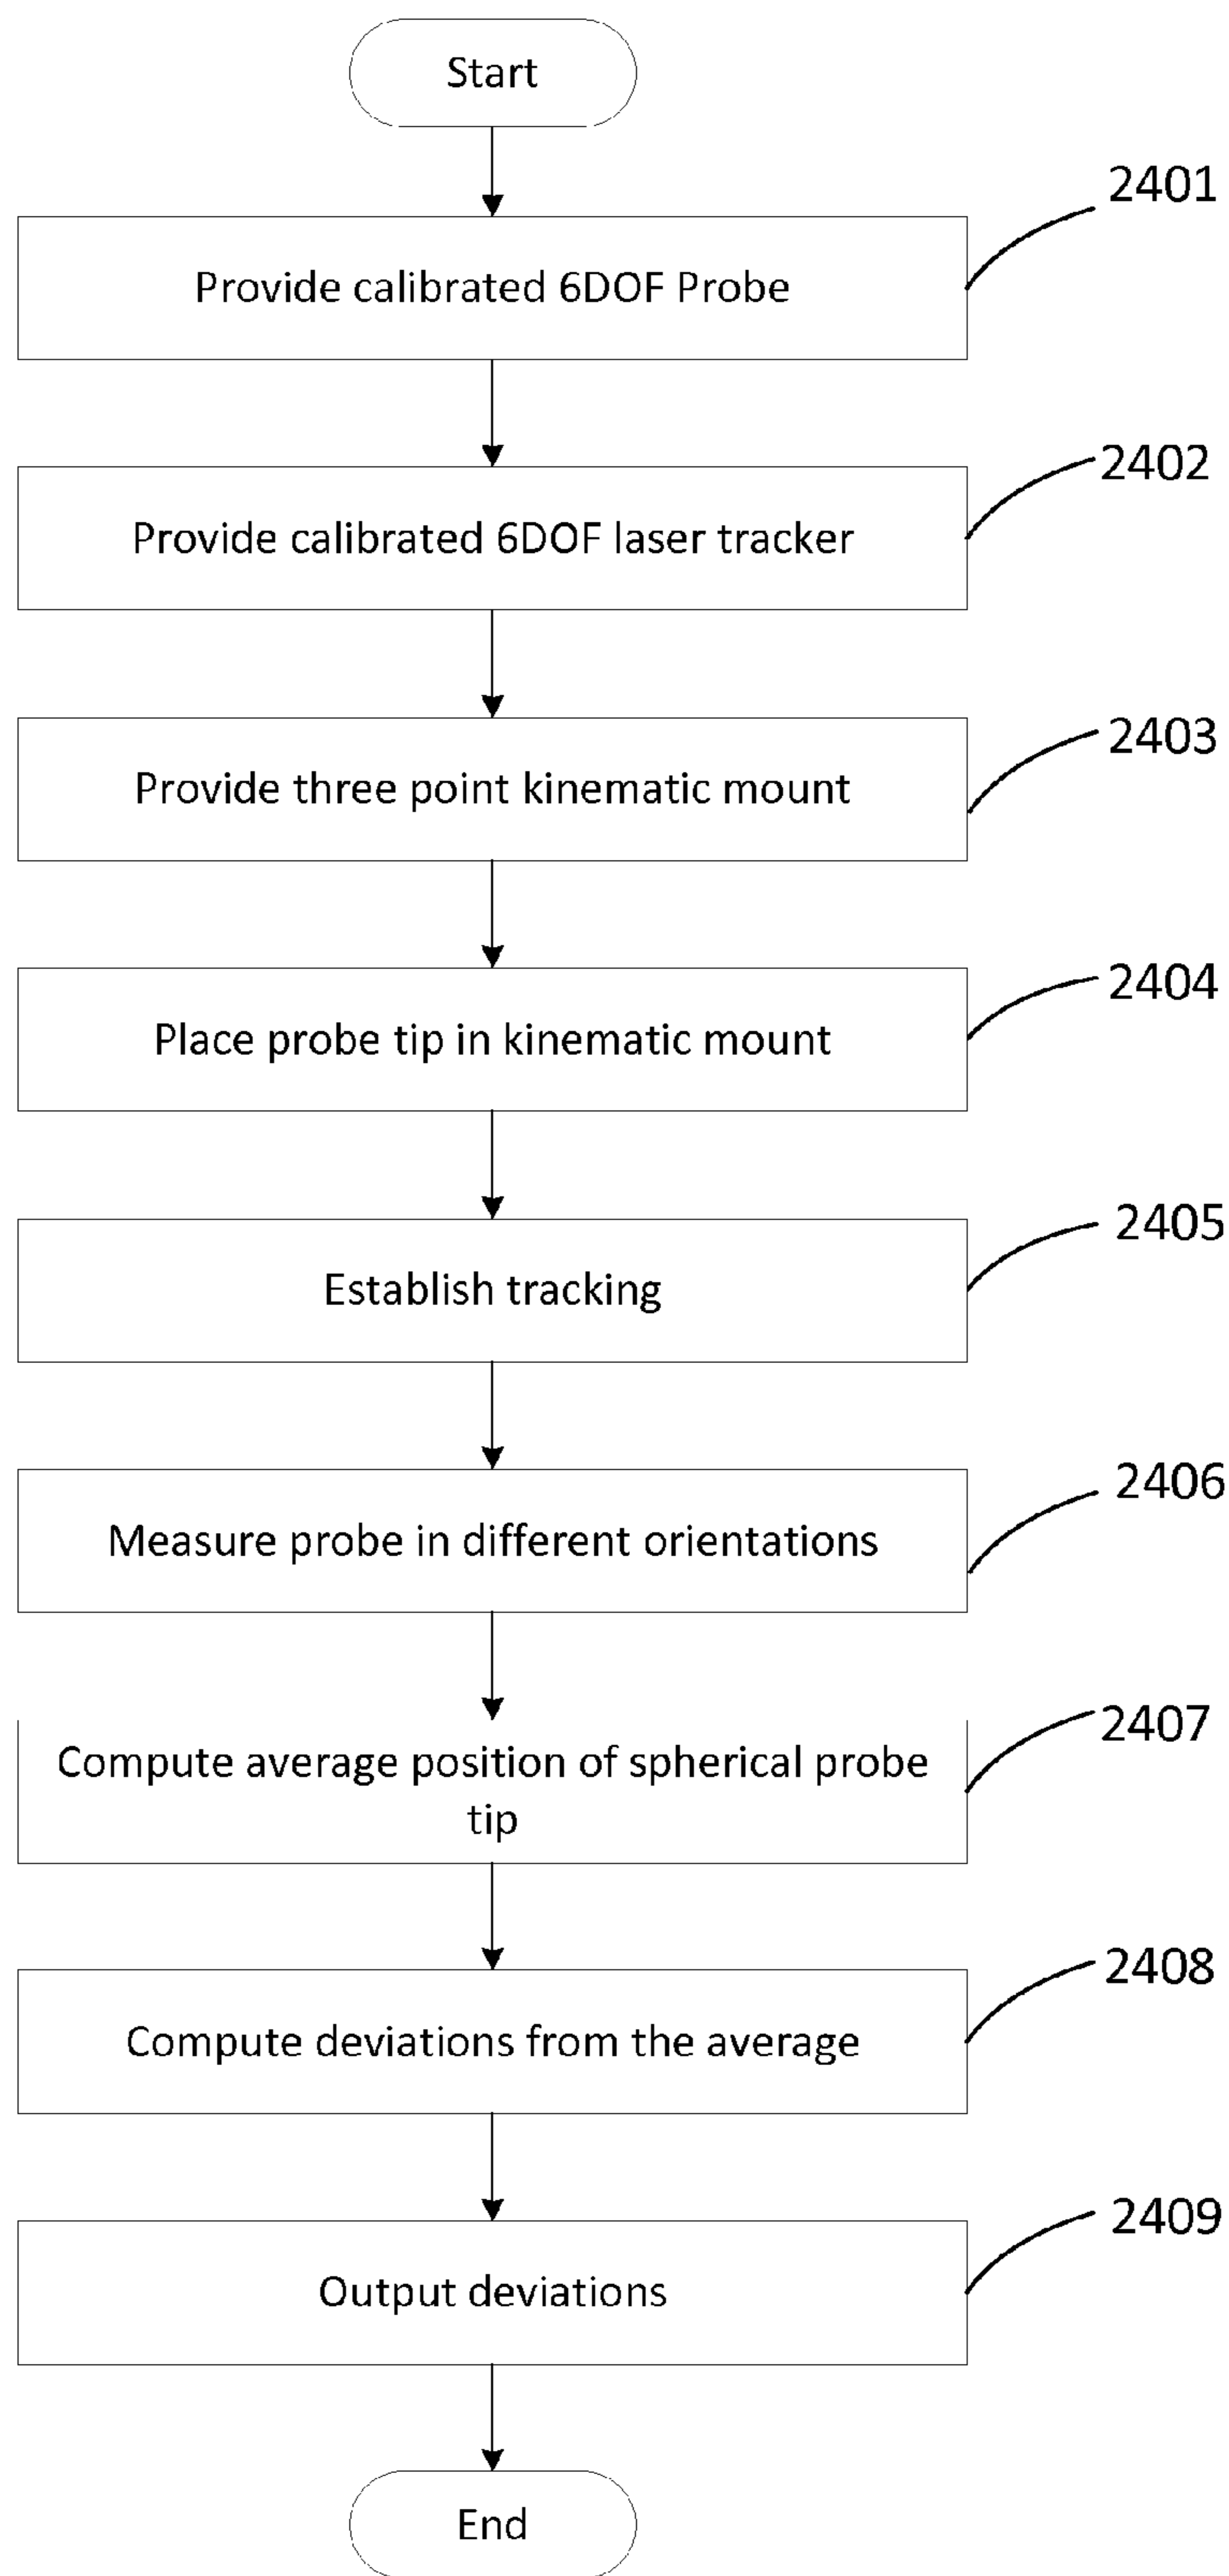 Start
2401
Provide calibrated 6DOF Probe
2402
Provide calibrated 6DOF laser tracker
2403
Provide three point kinematic mount
2404
Place probe tip in kinematic mount
2405
Establish tracking
2406
Measure probe in different orientations
2407
Compute average position of spherical probe
tip
2408
Compute deviations from the average
2409
Output deviations
End